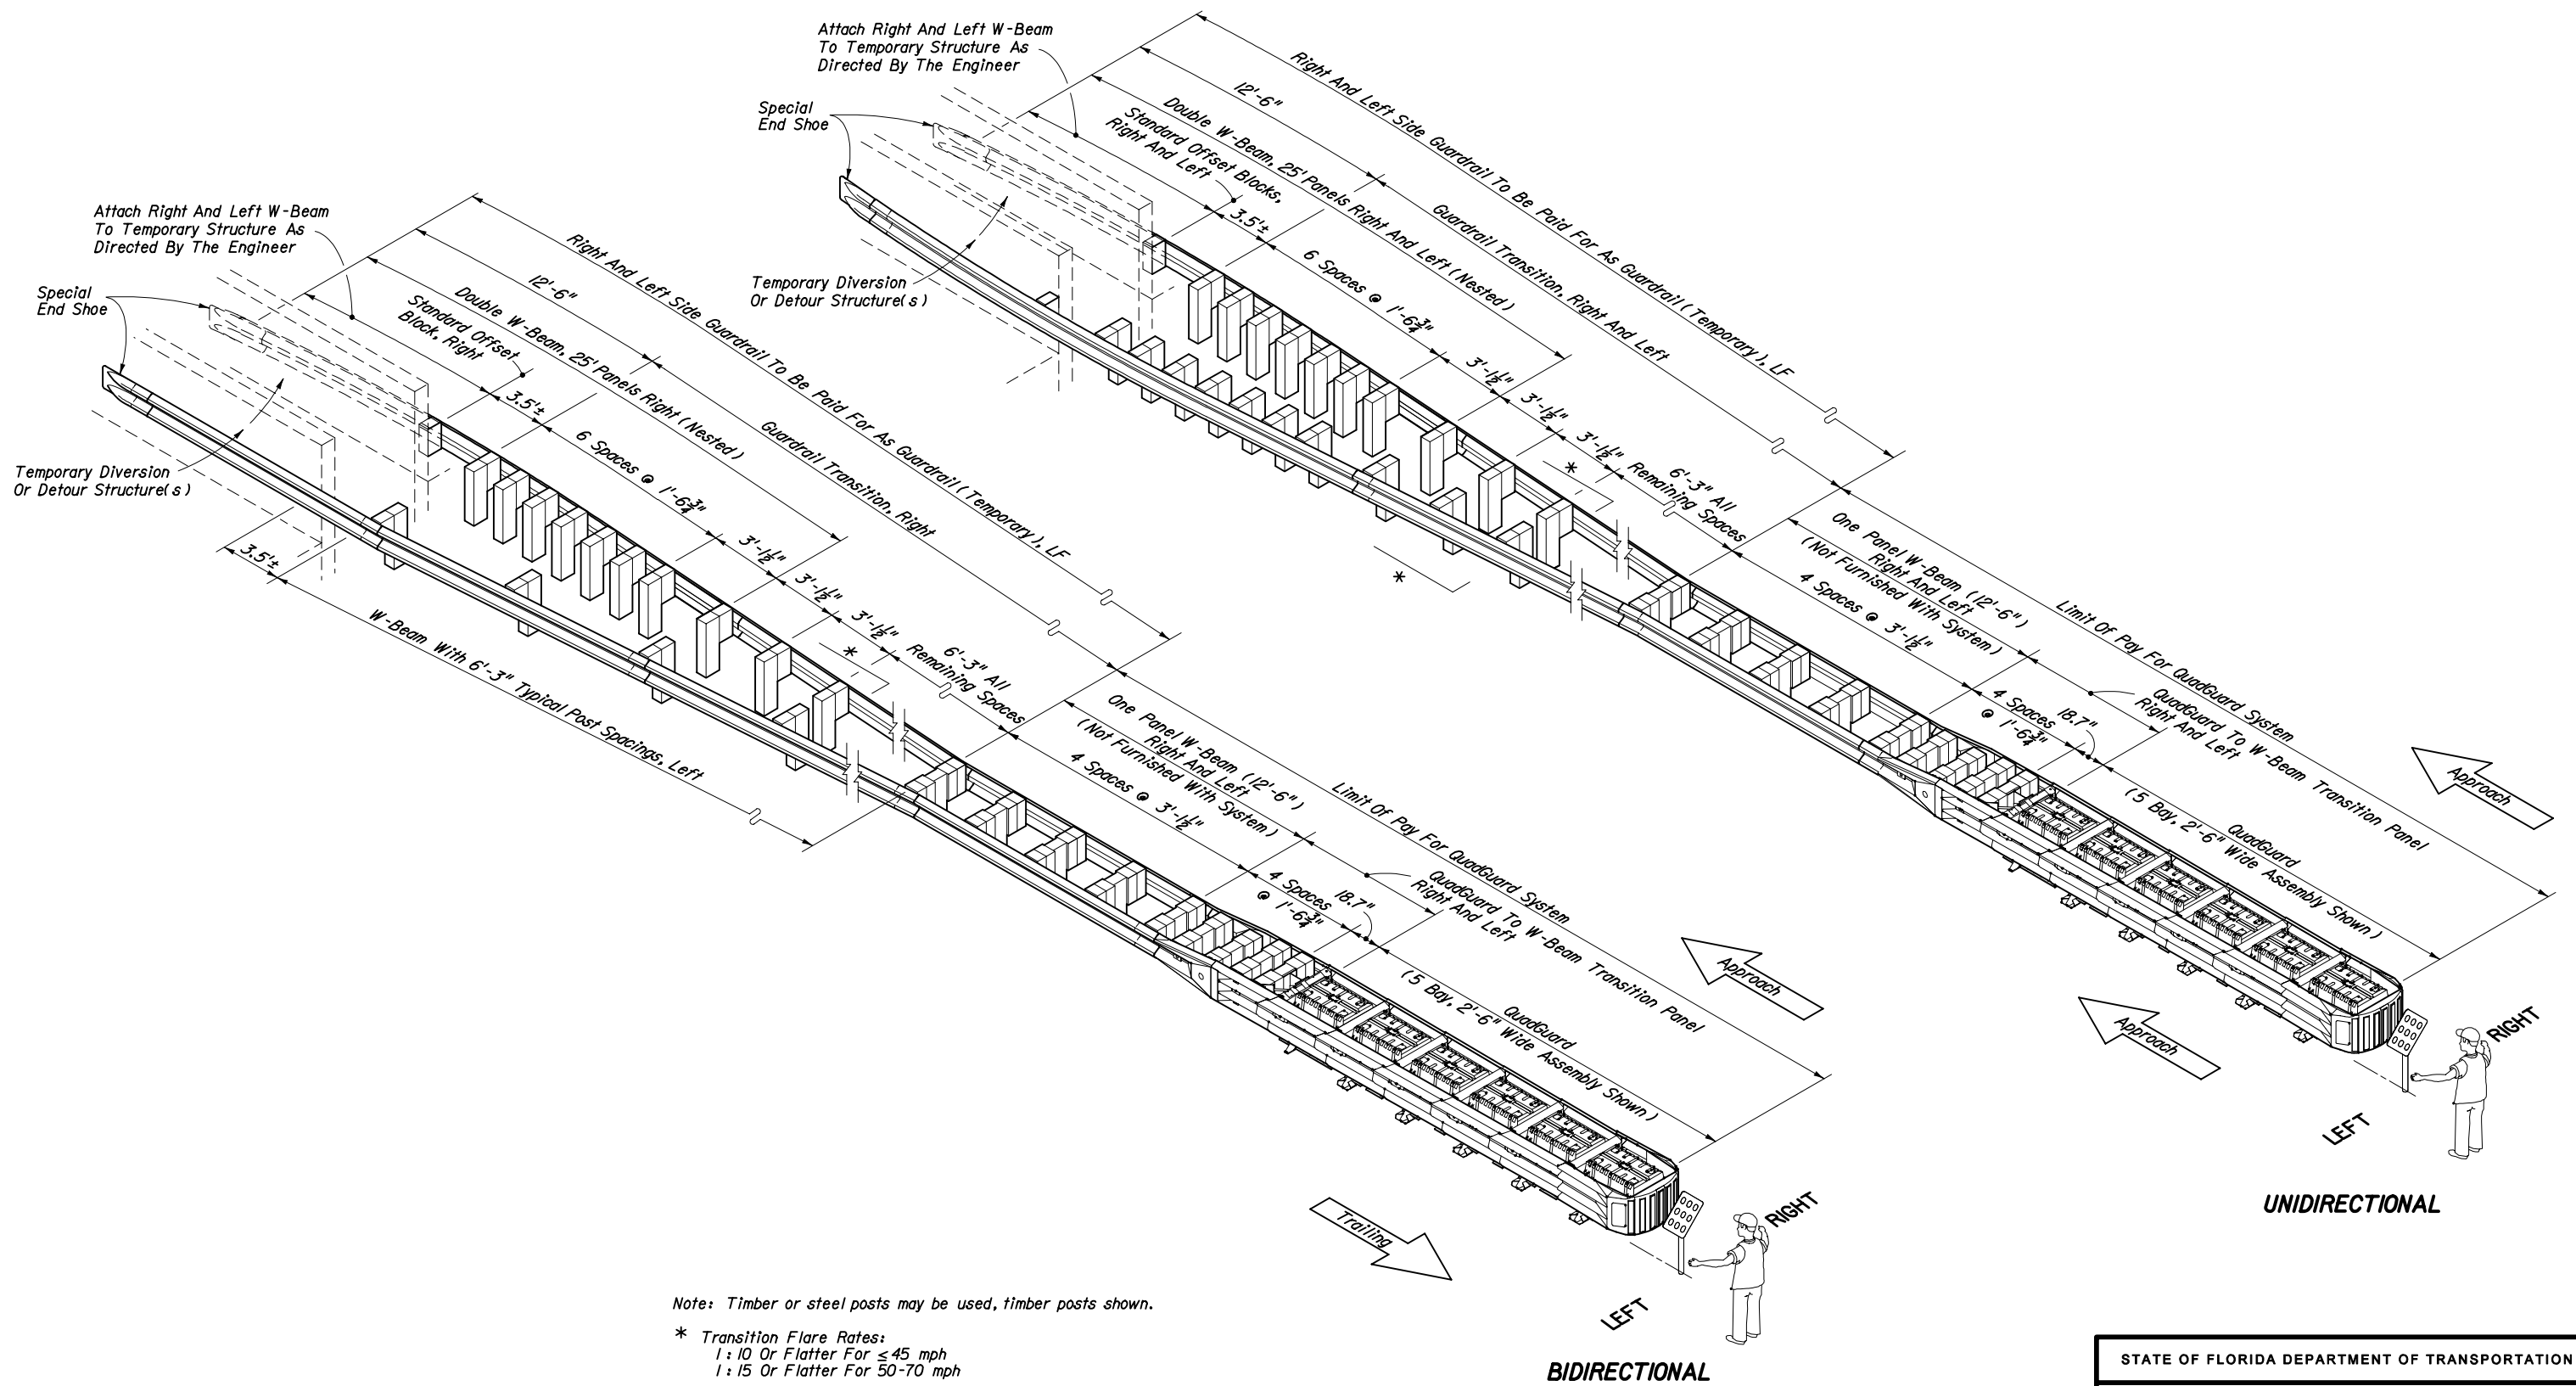 Attach Right And Left W-Beam
To Temporary Structure As
Directed By The Engineer
Special
End Shoe
Temporary Diversion
Or Detour Structure(s)
Right And Left Side Guardrail To Be Paid For As Guardrail (Temporary), LF
12'-6"
Guardrail Transition, Right And Left
Double W-Beam, 25' Panels Right And Left (Nested)
Standard Offset Blocks,
Right And Left
3.5'±
6 Spaces @ 1'-6¾"
3'-1½"
3'-1½"
3'-1½"
*
*
6'-3" All
Remaining Spaces
Limit Of Pay For QuadGuard System
One Panel W-Beam (12'-6")
Right And Left
(Not Furnished With System)
4 Spaces @ 3'-1½"
4 Spaces
@ 1'-6¾"
18.7"
QuadGuard To W-Beam Transition Panel
Right And Left
QuadGuard
(5 Bay, 2'-6" Wide Assembly Shown)
Approach
Approach
RIGHT
LEFT
UNIDIRECTIONAL
Attach Right And Left W-Beam
To Temporary Structure As
Directed By The Engineer
Special
End Shoe
Temporary Diversion
Or Detour Structure(s)
Right And Left Side Guardrail To Be Paid For As Guardrail (Temporary), LF
12'-6"
Guardrail Transition, Right
Double W-Beam, 25' Panels Right (Nested)
Standard Offset
Block, Right
3.5'±
6 Spaces @ 1'-6¾"
3'-1½"
3'-1½"
3'-1½"
*
6'-3" All
Remaining Spaces
3.5'±
W-Beam With 6'-3" Typical Post Spacings, Left
Limit Of Pay For QuadGuard System
One Panel W-Beam (12'-6")
Right And Left
(Not Furnished With System)
4 Spaces @ 3'-1½"
4 Spaces
@ 1'-6¾"
18.7"
QuadGuard To W-Beam Transition Panel
Right And Left
QuadGuard
(5 Bay, 2'-6" Wide Assembly Shown)
Approach
Trailing
RIGHT
LEFT
BIDIRECTIONAL
Note: Timber or steel posts may be used, timber posts shown.
* Transition Flare Rates:
1:10 Or Flatter For ≤45 mph
1:15 Or Flatter For 50-70 mph
STATE OF FLORIDA DEPARTMENT OF TRANSPORTATION